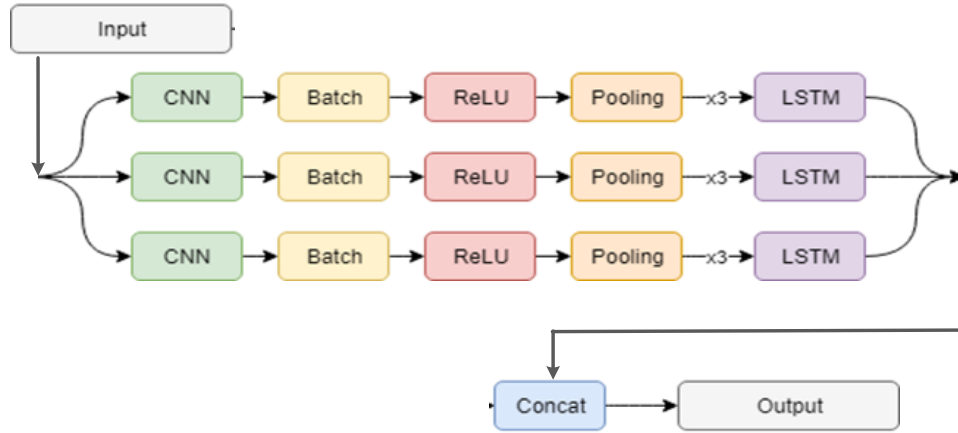 Input
CNN Batch ReLU Pooling x3 LSTM
CNN Batch ReLU Pooling x3 LSTM
CNN Batch ReLU Pooling x3 LSTM
Concat Output